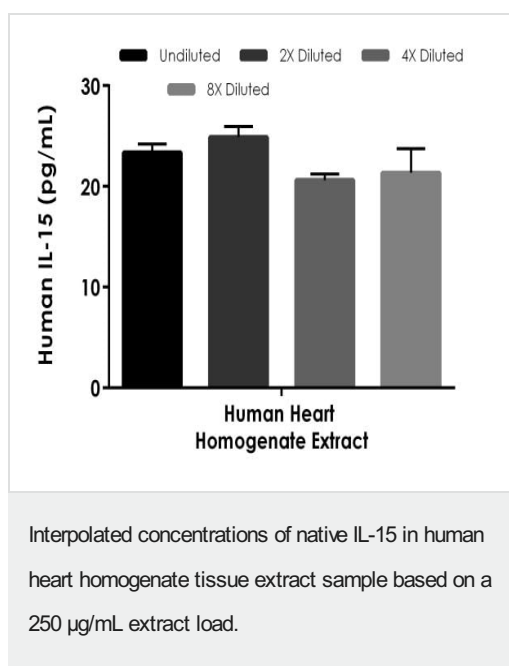 Undiluted 2X Diluted 4X Diluted
8X Diluted
Human IL-15 (pg/mL)
30
20
10
0
Human Heart
Homogenate Extract
Interpolated concentrations of native IL-15 in human
heart homogenate tissue extract sample based on a
250 µg/mL extract load.